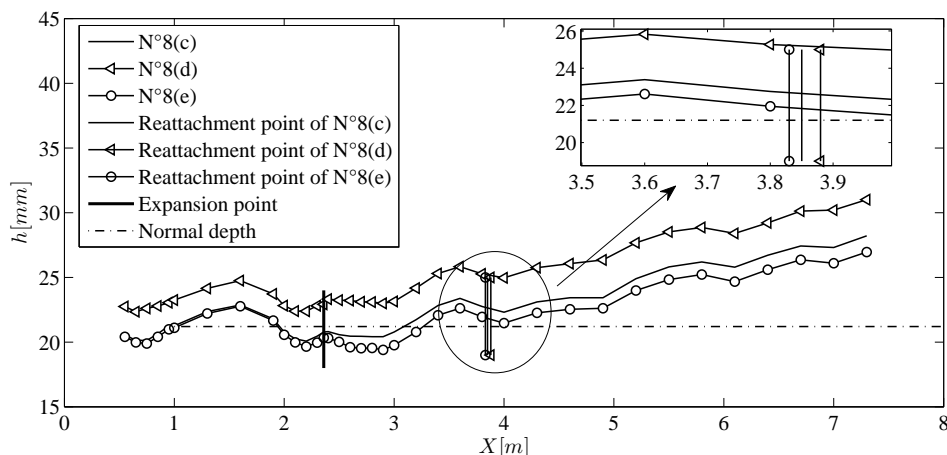 45
40
35
30
25
20
15
h[mm]
0
1
2
3
4
5
6
7
8
X[m]
N°8(c)
N°8(d)
N°8(e)
Reattachment point of N°8(c)
Reattachment point of N°8(d)
Reattachment point of N°8(e)
Expansion point
Normal depth
26
24
22
20
3.5
3.6
3.7
3.8
3.9